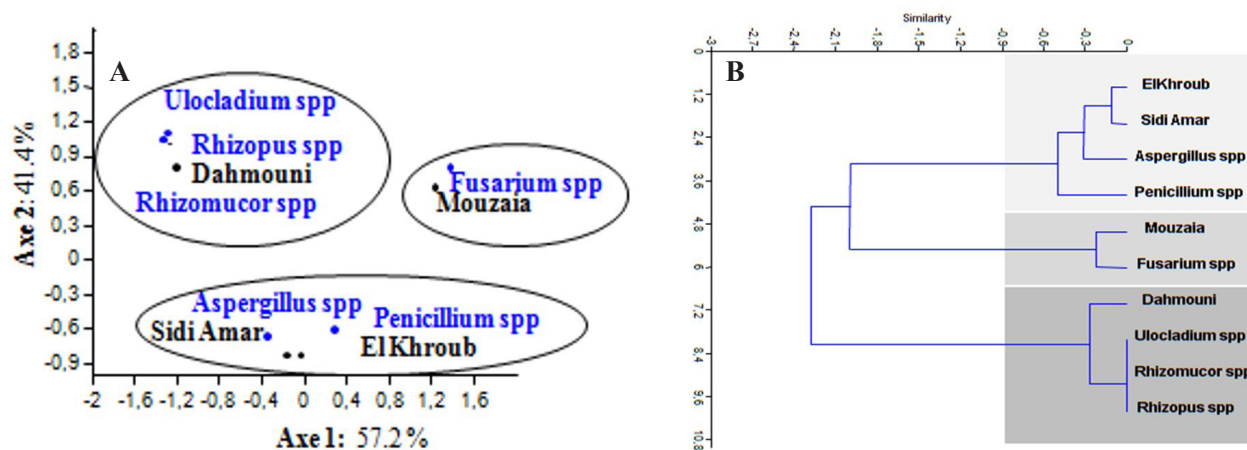 A
1,8
1,5
1,2
0,9
0,6
0,3
0
-0,3
-0,6
-0,9
Axe 2: 41.4%
Ulocladium spp
Rhizopus spp
Dahmouni
Rhizomucor spp
Fusarium spp
Mouzaia
Aspergillus spp
Sidi Amar
Penicillium spp
El Khroub
-2 -1,6 -1,2 -0,8 -0,4 0 0,4 0,8 1,2 1,6
Axe 1: 57.2%
B
Similarity
-3 -2,7 -2,4 -2,1 -1,8 -1,5 -1,2 -0,9 -0,6 -0,3 0
0
1,2
2,4
3,6
4,8
6
7,2
8,4
9,6
10,8
ElKhroub
Sidi Amar
Aspergillus spp
Penicillium spp
Mouzaia
Fusarium spp
Dahmouni
Ulocladium spp
Rhizomucor spp
Rhizopus spp